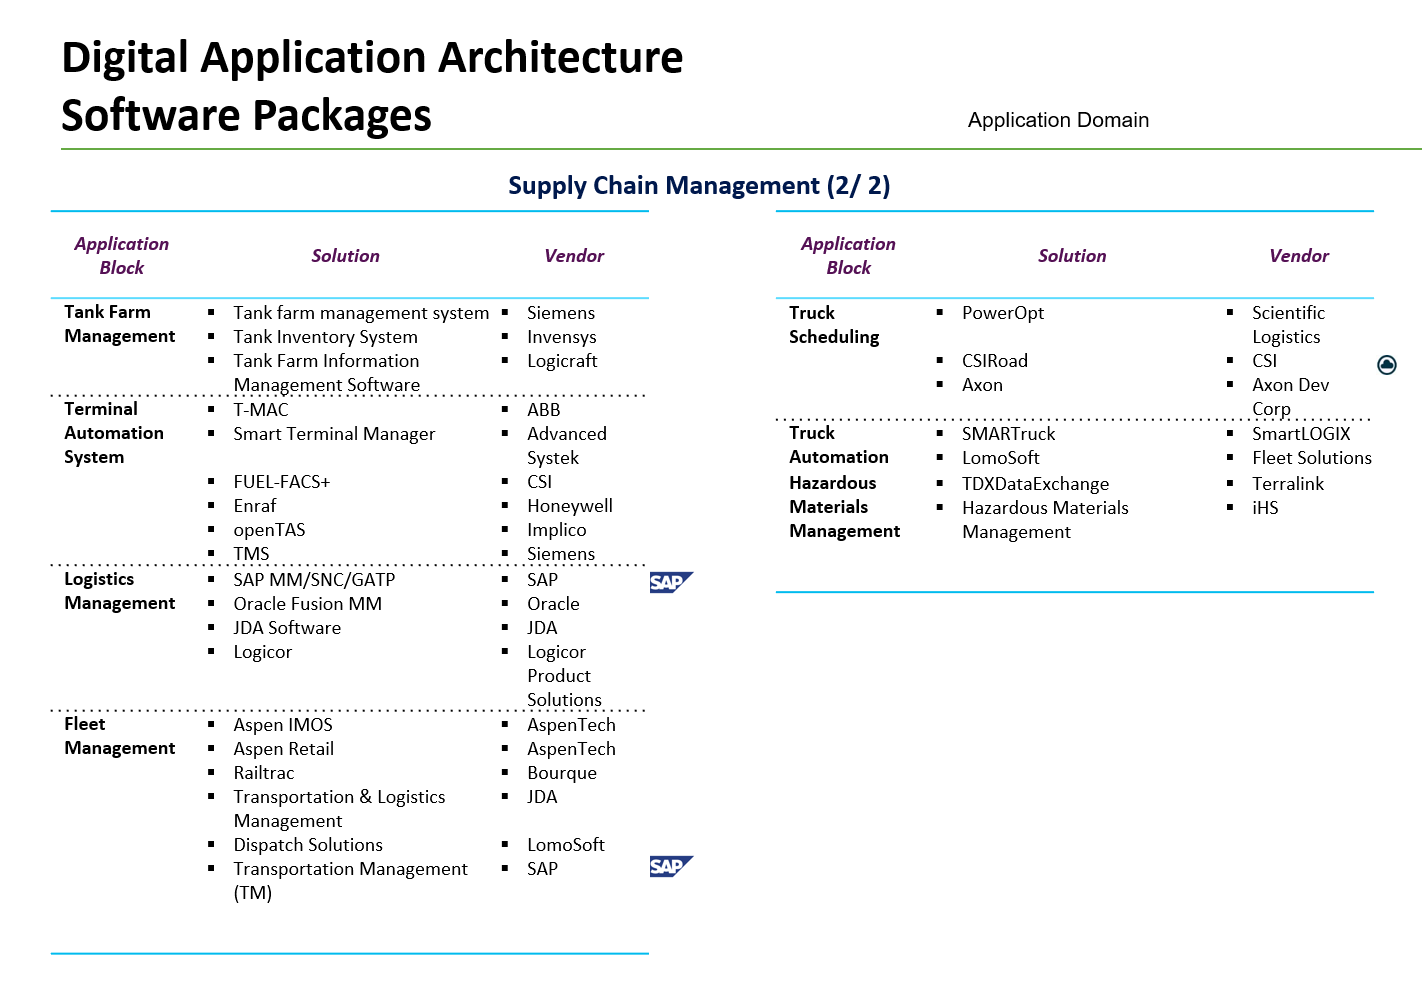 Digital Application Architecture
Software Packages
Application Domain
Supply Chain Management (2/ 2)
Application
Block
Solution
Vendor
Tank Farm
Management
▪ Tank farm management system
▪ Tank Inventory System
▪ Tank Farm Information
Management Software
▪ Siemens
▪ Invensys
▪ Logicraft
Terminal
Automation
System
▪ T-MAC
▪ Smart Terminal Manager
▪ FUEL-FACS+
▪ Enraf
▪ openTAS
▪ TMS
▪ ABB
▪ Advanced
Systek
▪ CSI
▪ Honeywell
▪ Implico
▪ Siemens
Logistics
Management
▪ SAP MM/SNC/GATP
▪ Oracle Fusion MM
▪ JDA Software
▪ Logicor
▪ SAP
▪ Oracle
▪ JDA
▪ Logicor
Product
Solutions
SAP
Fleet
Management
▪ Aspen IMOS
▪ Aspen Retail
▪ Railtrac
▪ Transportation & Logistics
Management
▪ Dispatch Solutions
▪ Transportation Management
(TM)
▪ AspenTech
▪ AspenTech
▪ Bourque
▪ JDA
▪ LomoSoft
▪ SAP
SAP
Application
Block
Solution
Vendor
Truck
Scheduling
▪ PowerOpt
▪ CSIRoad
▪ Axon
▪ Scientific
Logistics
▪ CSI
▪ Axon Dev
Corp
Truck
Automation
▪ SMARTruck
▪ LomoSoft
▪ SmartLOGIX
▪ Fleet Solutions
Hazardous
Materials
Management
▪ TDXDataExchange
▪ Hazardous Materials
Management
▪ Terralink
▪ iHS